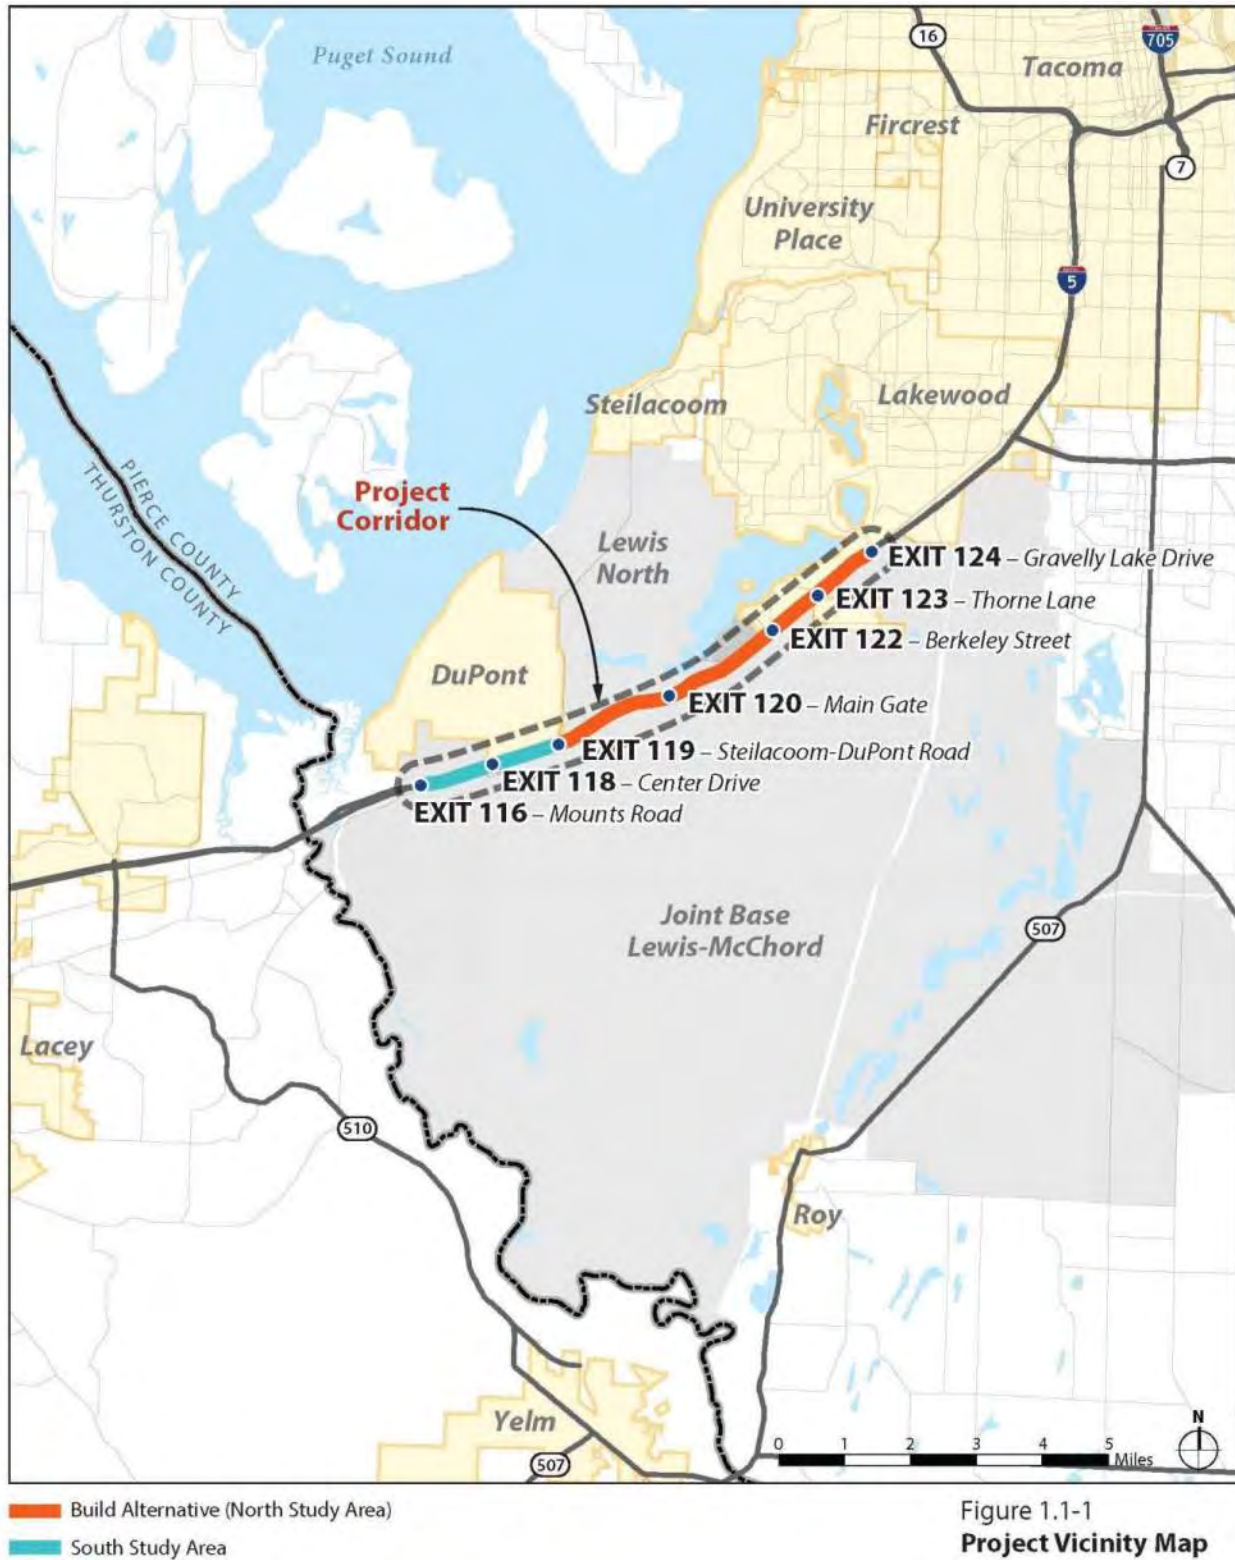 Puget Sound
16
705
Tacoma
Fircrest
7
University
Place
5
Steilacoom
Lakewood
PIERCE COUNTY
THURSTON COUNTY
Project
Corridor
Lewis
North
EXIT 124 – Gravelly Lake Drive
EXIT 123 – Thorne Lane
EXIT 122 – Berkeley Street
DuPont
EXIT 120 – Main Gate
EXIT 119 – Steilacoom-DuPont Road
EXIT 118 – Center Drive
EXIT 116 – Mounts Road
Joint Base
Lewis-McChord
507
Lacey
510
Roy
Yelm
507
N
0 1 2 3 4 5
Miles
Build Alternative (North Study Area)
South Study Area
Figure 1.1-1
Project Vicinity Map